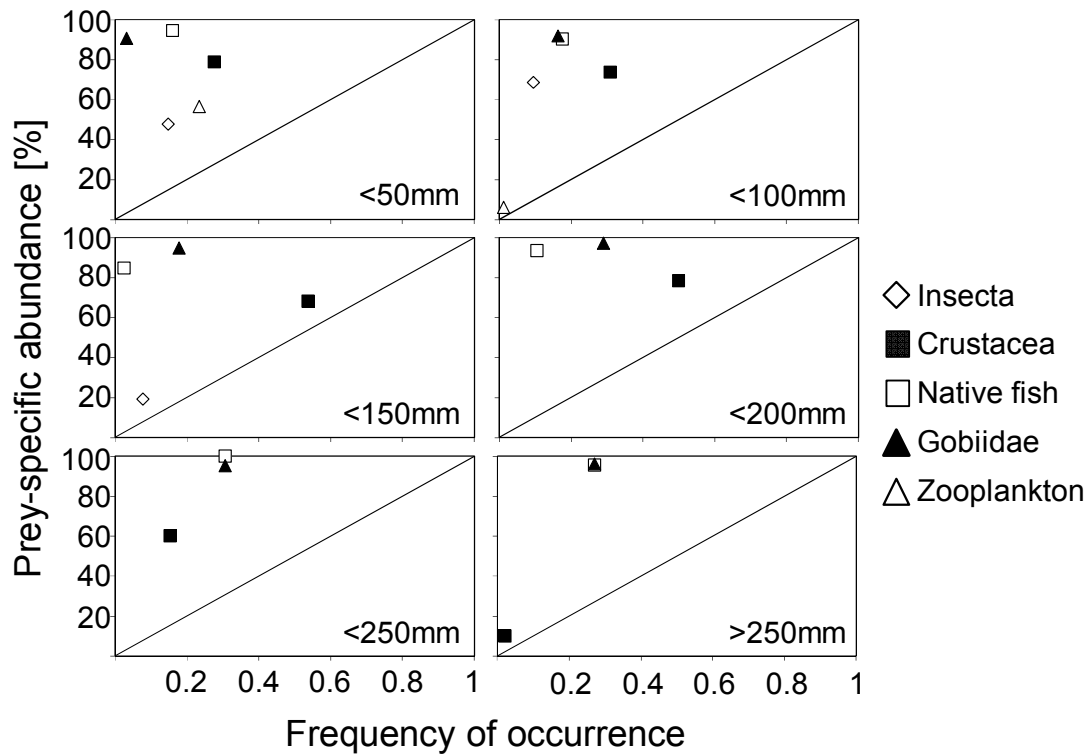 Prey-specific abundance [%]
100
80
60
40
20
<50mm
<100mm
100
80
60
40
20
<150mm
<200mm
100
80
60
40
20
<250mm
>250mm
0.2 0.4 0.6 0.8 1
0.2 0.4 0.6 0.8 1
Frequency of occurrence
Insecta
Crustacea
Native fish
Gobiidae
Zooplankton